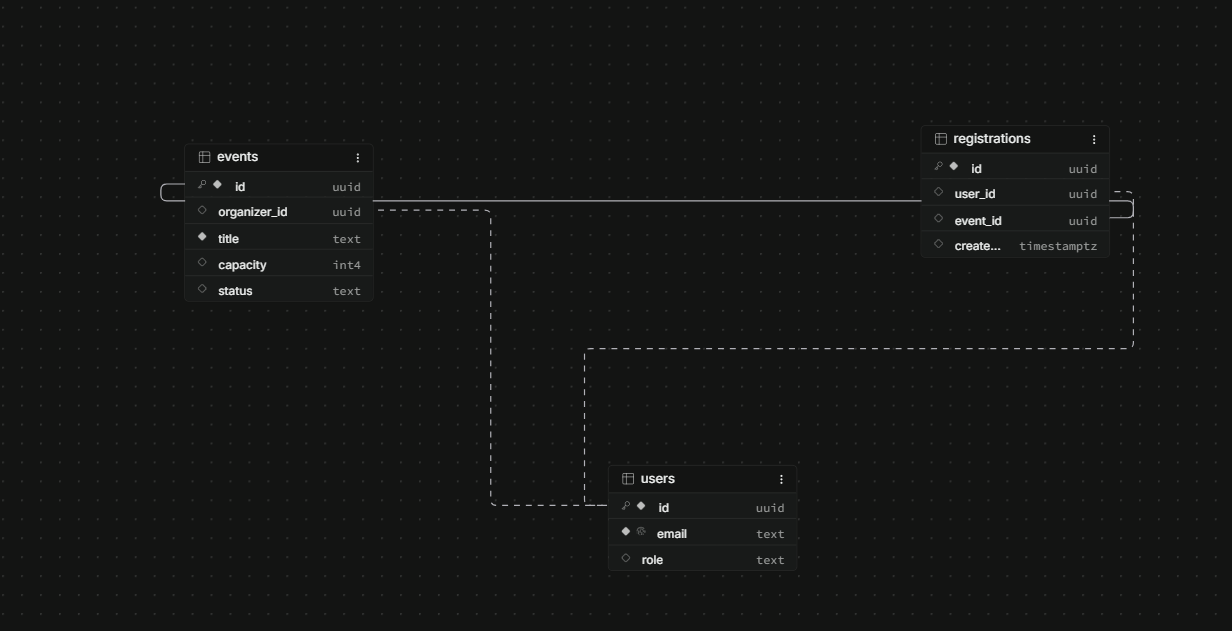 events
id uuid
organizer_id uuid
title text
capacity int4
status text
registrations
id uuid
user_id uuid
event_id uuid
create... timestamptz
users
id uuid
email text
role text